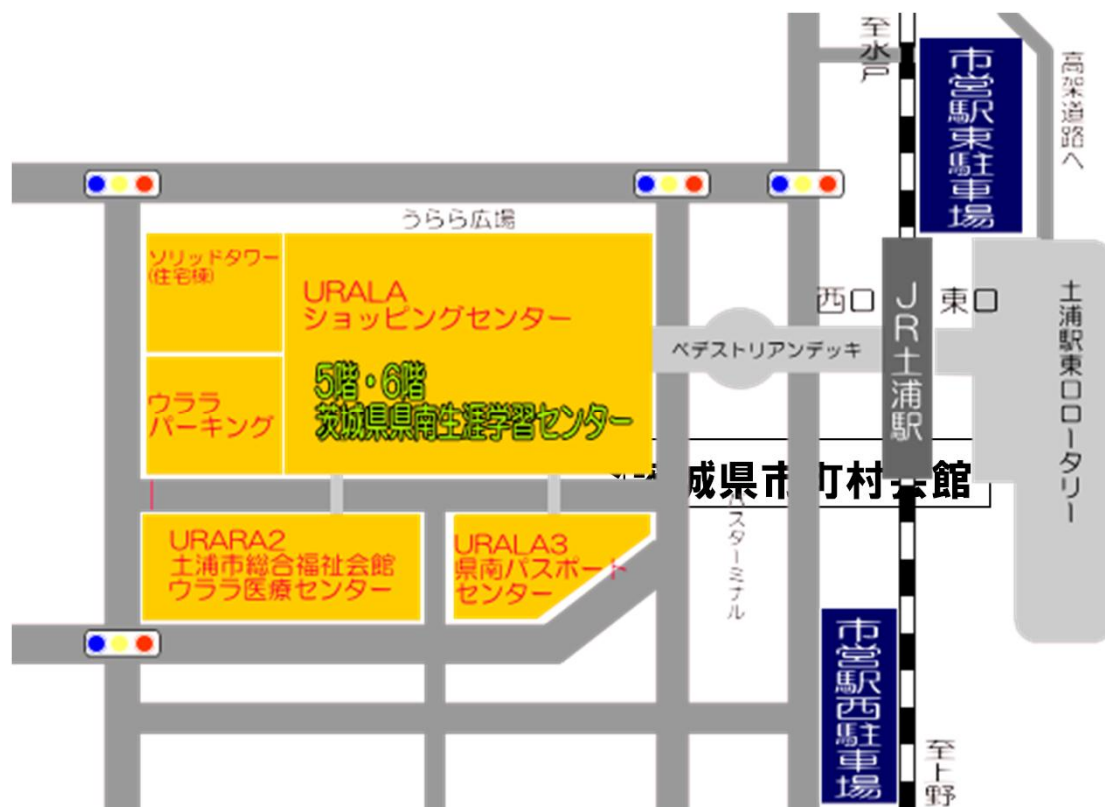 至水戸
市営駅東駐車場
高架道路へ
うらら広場
ソリッドタワー
(住宅棟)
URALA
ショッピングセンター
5階・6階
茨城県県南生涯学習センター
ウララ
パーキング
西口
JR土浦駅
東口
ペデストリアンデッキ
土浦駅東口ロータリー
城県市町村会館
バスターミナル
URARA2
土浦市総合福祉会館
ウララ医療センター
URALA3
県南パスポート
センター
市営駅西駐車場
至上野